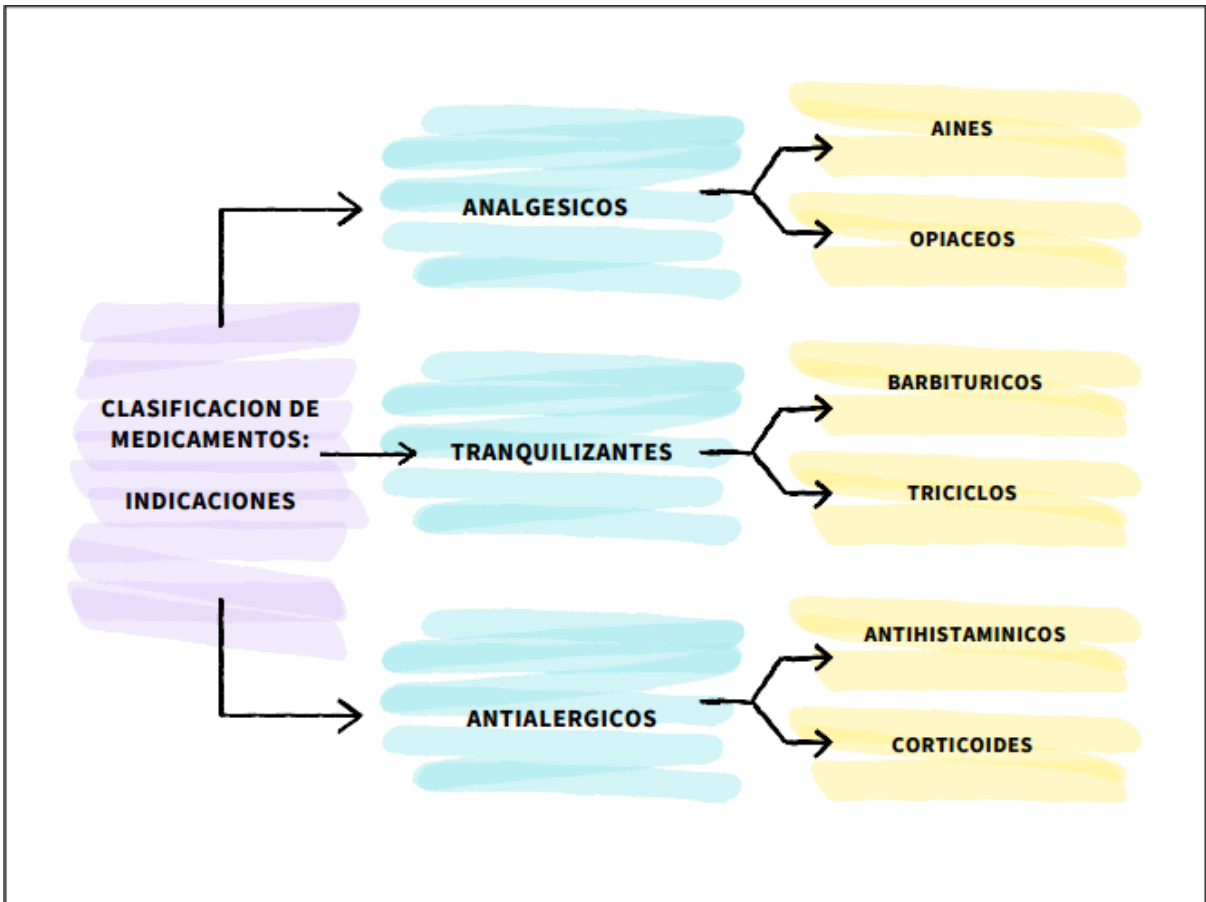 CLASIFICACION DE
MEDICAMENTOS:
INDICACIONES
ANALGESICOS
AINES
OPIACEOS
TRANQUILIZANTES
BARBITURICOS
TRICICLOS
ANTIALERGICOS
ANTIHISTAMINICOS
CORTICOIDES